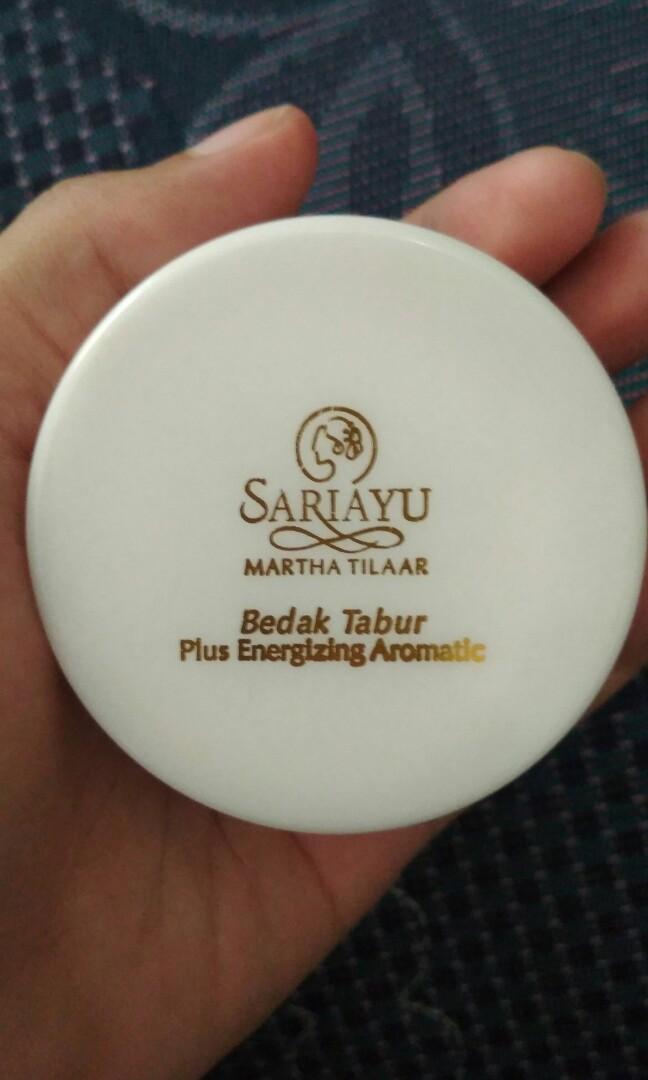 SARIAYU
MARTHA TILAAR
Bedak Tabur
Plus Energizing Aromatic